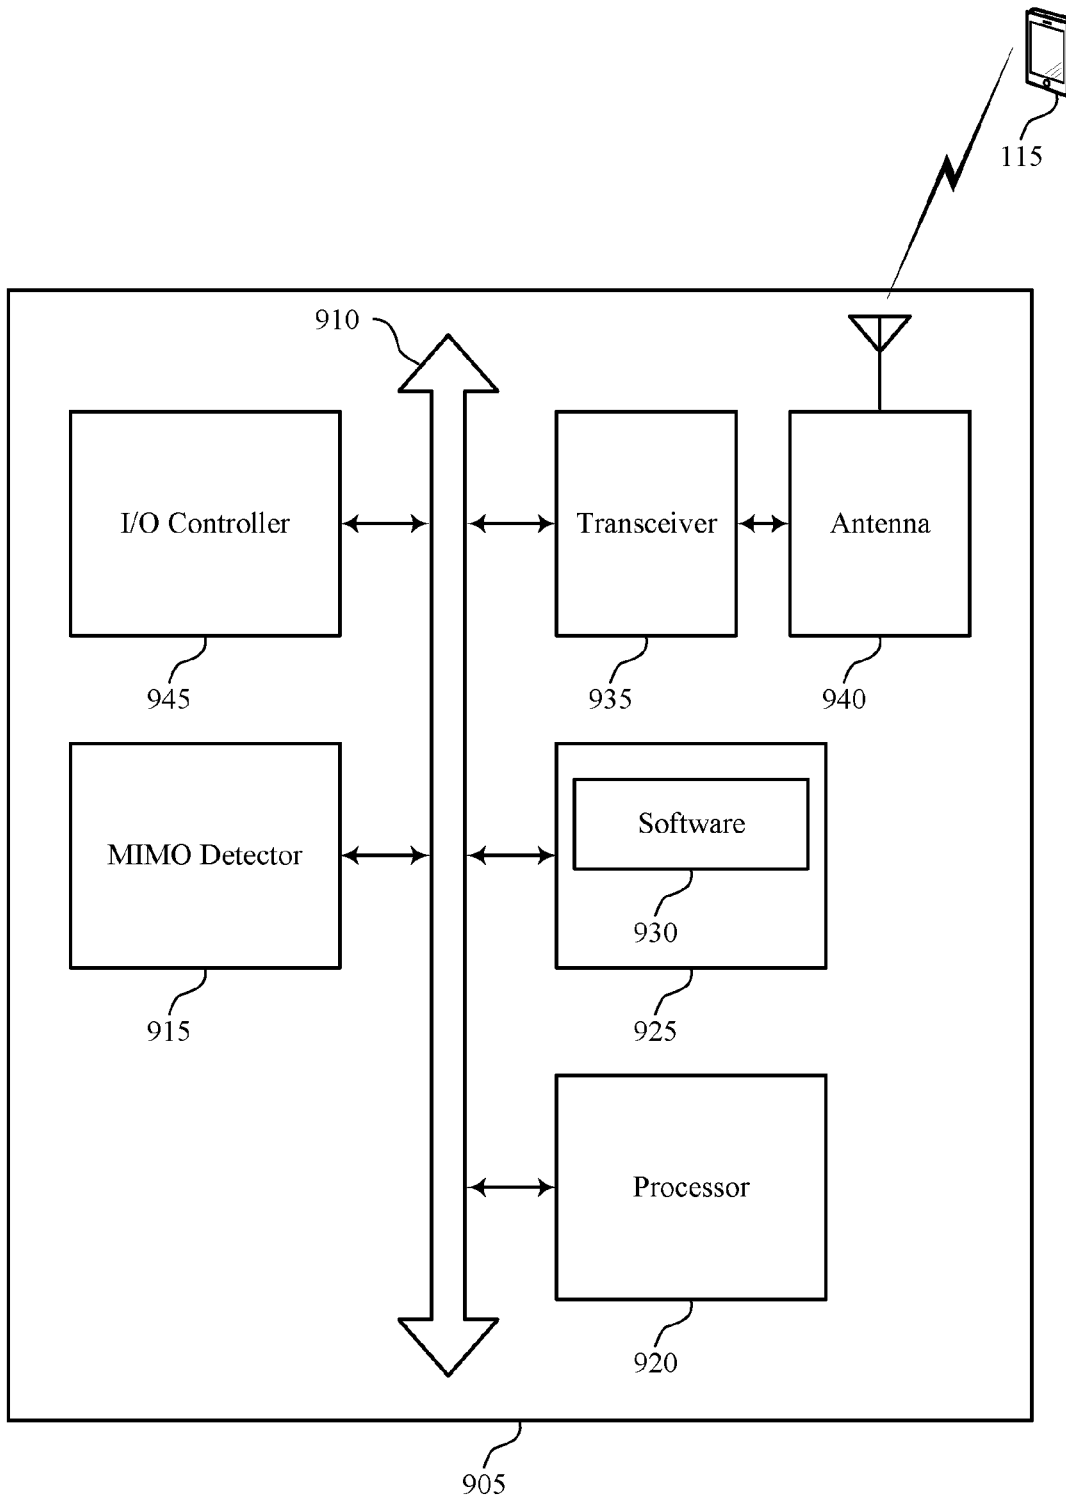 115
910
I/O Controller
Transceiver
Antenna
945
935
940
MIMO Detector
Software
930
915
925
Processor
920
905